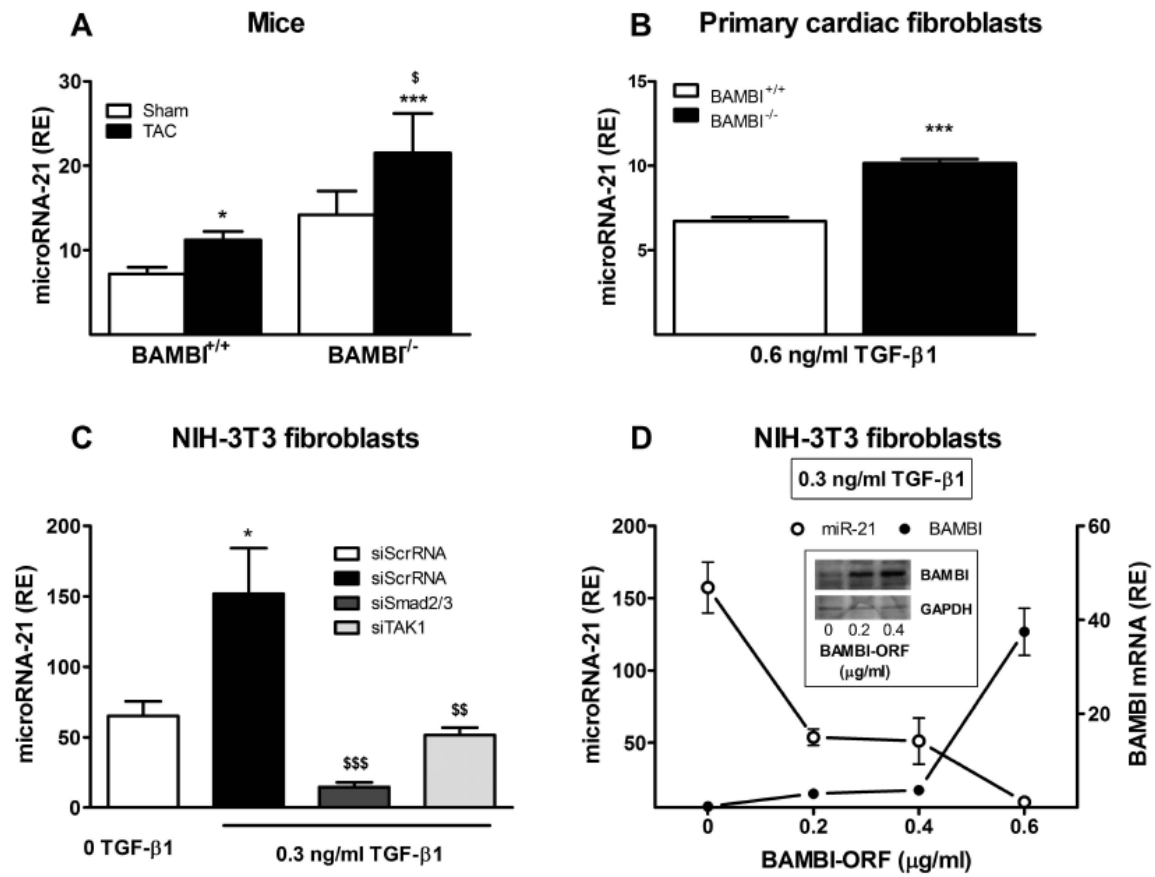 A Mice
microRNA-21 (RE)
30
20
10
Sham
TAC
*
$
***
BAMBI+/+ BAMBI-/-
B Primary cardiac fibroblasts
microRNA-21 (RE)
15
10
5
BAMBI+/+
BAMBI-/-
***
0.6 ng/ml TGF-β1
C NIH-3T3 fibroblasts
microRNA-21 (RE)
200
150
100
50
0
*
$$$
$$
siScrRNA
siScrRNA
siSmad2/3
siTAK1
0 TGF-β1 0.3 ng/ml TGF-β1
D NIH-3T3 fibroblasts
0.3 ng/ml TGF-β1
microRNA-21 (RE)
200
150
100
50
miR-21 BAMBI
BAMBI
GAPDH
0 0.2 0.4
BAMBI-ORF
(μg/ml)
60
40
20
BAMBI mRNA (RE)
0 0.2 0.4 0.6
BAMBI-ORF (μg/ml)